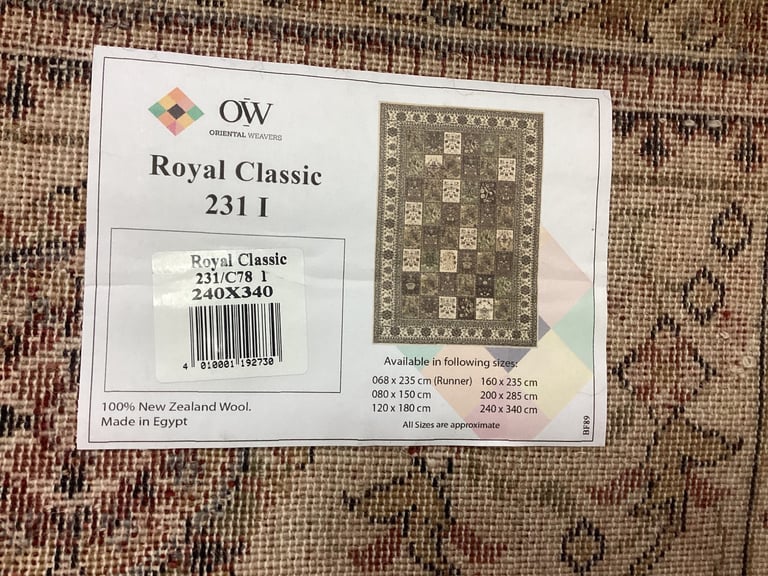 OW
ORIENTAL WEAVERS
Royal Classic
231 I
Royal Classic
231/C78 I
240X340
4 010001 192730
100% New Zealand Wool.
Made in Egypt
Available in following sizes:
068 x 235 cm (Runner) 160 x 235 cm
080 x 150 cm 200 x 285 cm
120 x 180 cm 240 x 340 cm
All Sizes are approximate
BF89